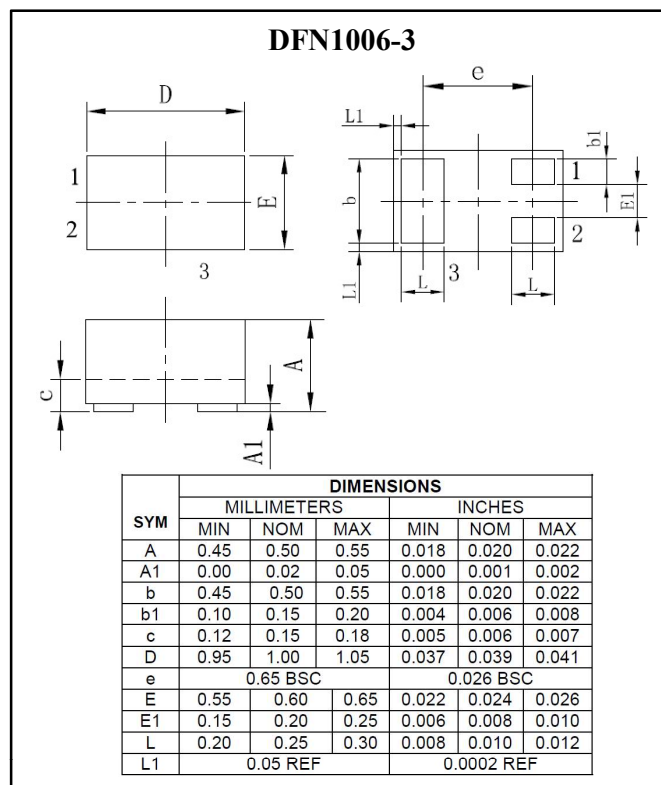 DFN1006-3
D
1
2
E
3
e
L1
b
L1
L
3
1
2
b1
E1
L
A
c
A1
SYM DIMENSIONS
MILLIMETERS INCHES
MIN NOM MAX MIN NOM MAX
A 0.45 0.50 0.55 0.018 0.020 0.022
A1 0.00 0.02 0.05 0.000 0.001 0.002
b 0.45 0.50 0.55 0.018 0.020 0.022
b1 0.10 0.15 0.20 0.004 0.006 0.008
c 0.12 0.15 0.18 0.005 0.006 0.007
D 0.95 1.00 1.05 0.037 0.039 0.041
e 0.65 BSC 0.026 BSC
E 0.55 0.60 0.65 0.022 0.024 0.026
E1 0.15 0.20 0.25 0.006 0.008 0.010
L 0.20 0.25 0.30 0.008 0.010 0.012
L1 0.05 REF 0.0002 REF